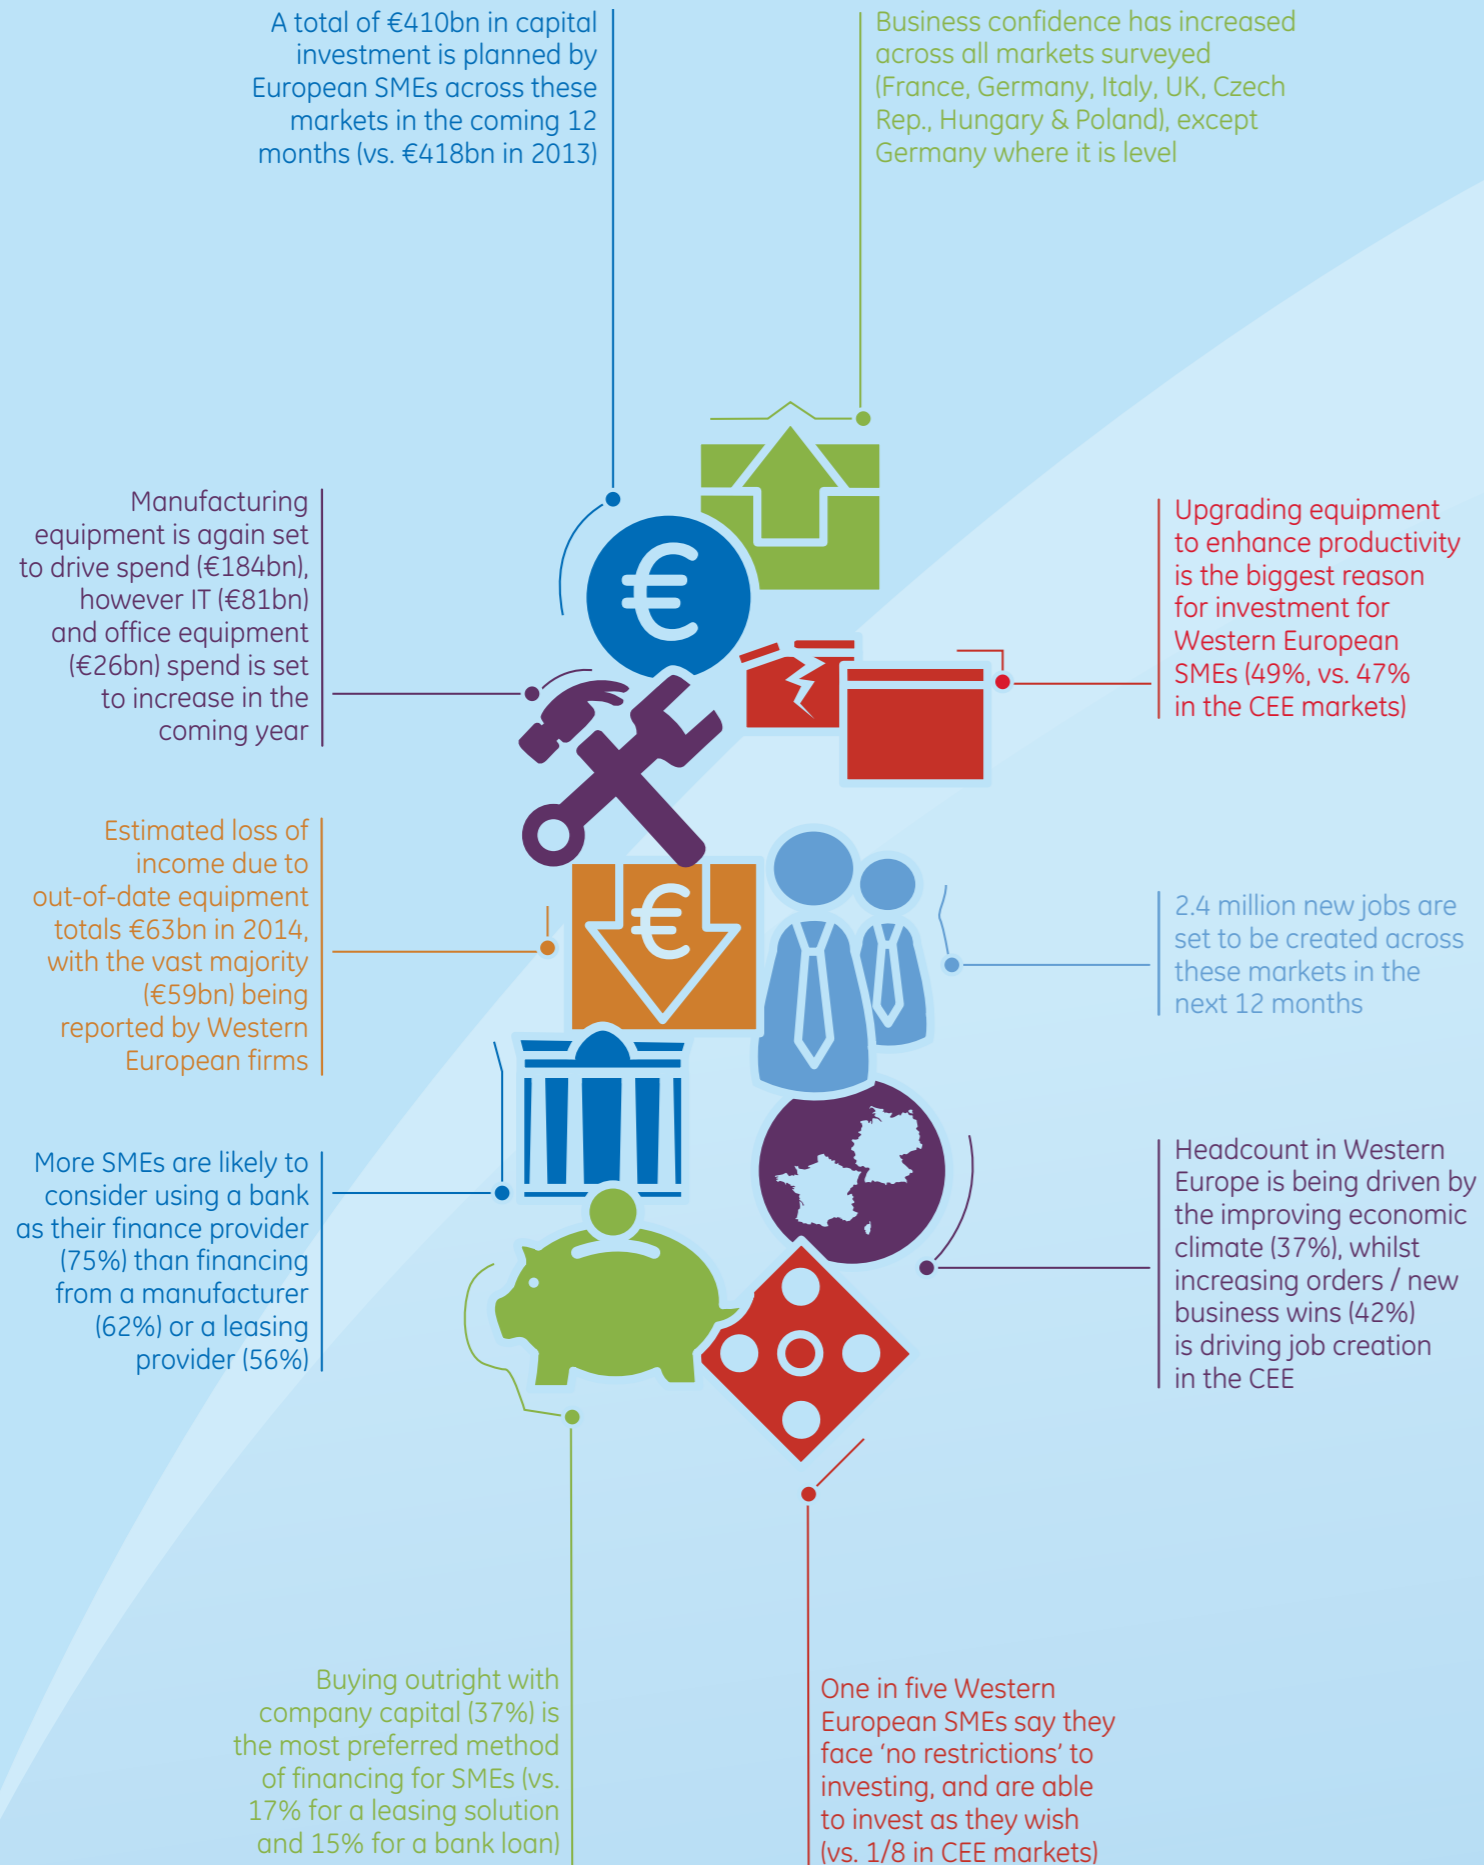 A total of €410bn in capital
investment is planned by
European SMEs across these
markets in the coming 12
months (vs. €418bn in 2013)
Business confidence has increased
across all markets surveyed
(France, Germany, Italy, UK, Czech
Rep., Hungary & Poland), except
Germany where it is level
Manufacturing
equipment is again set
to drive spend (€184bn),
however IT (€81bn)
and office equipment
(€26bn) spend is set
to increase in the
coming year
Upgrading equipment
to enhance productivity
is the biggest reason
for investment for
Western European
SMEs (49%, vs. 47%
in the CEE markets)
Estimated loss of
income due to
out-of-date equipment
totals €63bn in 2014,
with the vast majority
(€59bn) being
reported by Western
European firms
2.4 million new jobs are
set to be created across
these markets in the
next 12 months
More SMEs are likely to
consider using a bank
as their finance provider
(75%) than financing
from a manufacturer
(62%) or a leasing
provider (56%)
Headcount in Western
Europe is being driven by
the improving economic
climate (37%), whilst
increasing orders / new
business wins (42%)
is driving job creation
in the CEE
Buying outright with
company capital (37%) is
the most preferred method
of financing for SMEs (vs.
17% for a leasing solution
and 15% for a bank loan)
One in five Western
European SMEs say they
face ‘no restrictions’ to
investing, and are able
to invest as they wish
(vs. 1/8 in CEE markets)
€
€